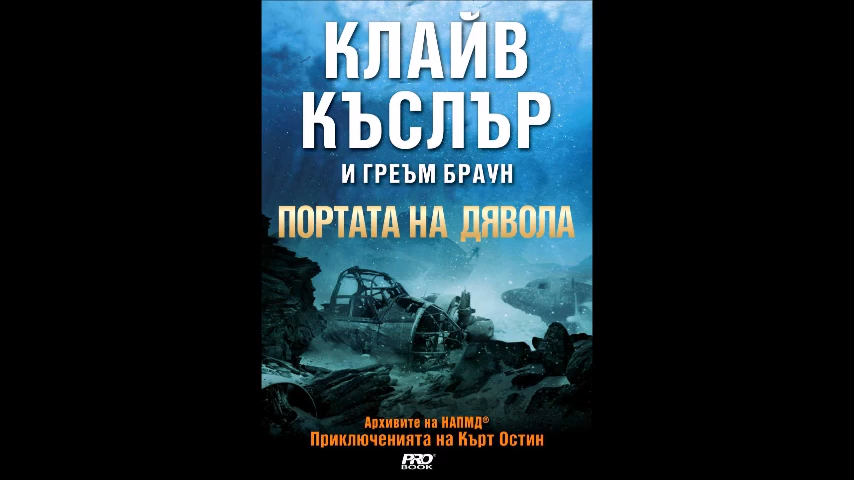 КЛАЙВ
КЪСЛЪР
И ГРЕЪМ БРАУН
ПОРТАТА НА ДЯВОЛА
Архивите на НАПМД®
Приключенията на Кърт Остин
PRO®
BOOK